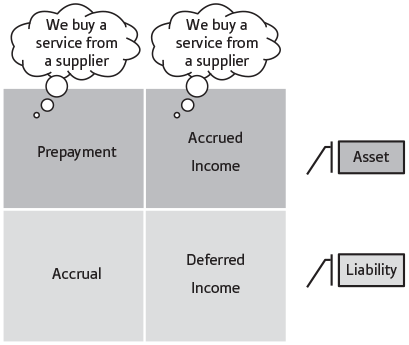 We buy a
service from
a supplier
We buy a
service from
a supplier
Prepayment
Accrued
Income
Asset
Accrual
Deferred
Income
Liability